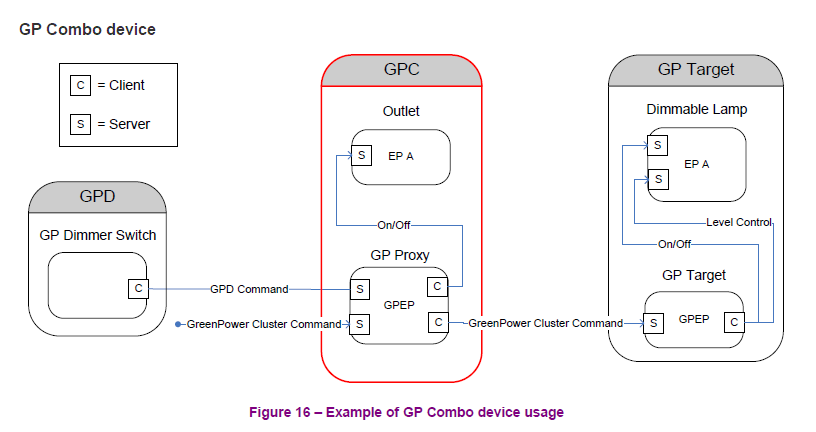 GP Combo device
C = Client
S = Server
GPD
GP Dimmer Switch
C
GPD Command
GreenPower Cluster Command
GPC
Outlet
S
EP A
On/Off
GP Proxy
S
C
GPEP
S
C
GreenPower Cluster Command
GP Target
Dimmable Lamp
S
EP A
S
Level Control
On/Off
GP Target
S
GPEP
C
Figure 16 – Example of GP Combo device usage